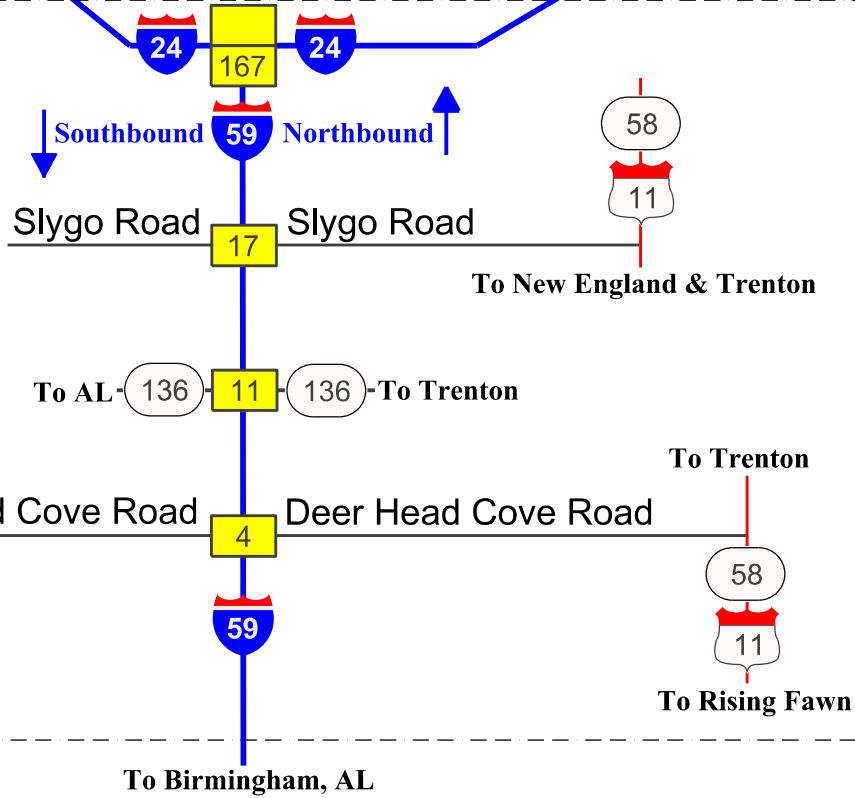 24 24
167
Southbound 59 Northbound
58
11
Slygo Road Slygo Road
17
To New England & Trenton
To AL 136 11 136 To Trenton
To Trenton
Cove Road Deer Head Cove Road
4
58
59
11
To Rising Fawn
To Birmingham, AL